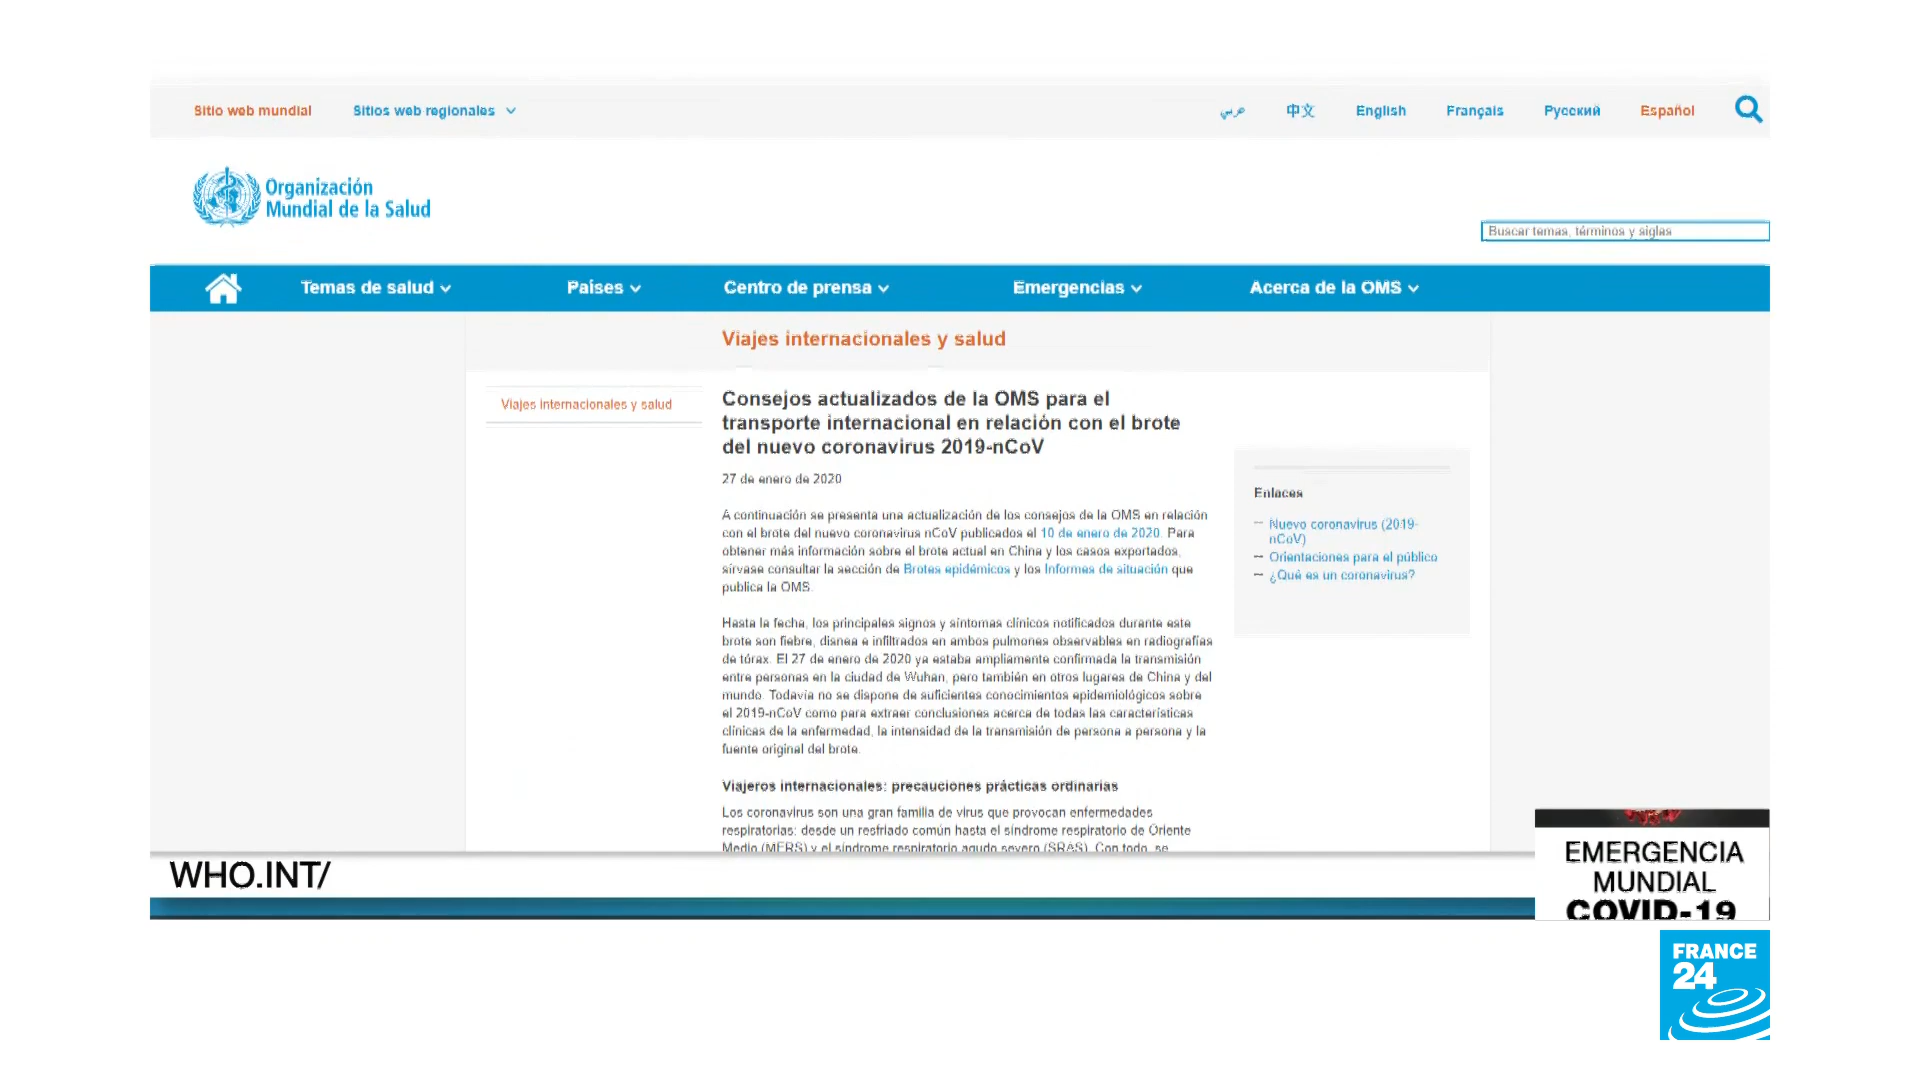 Sitio web mundial
Sitios web regionales
عربي
中文
English
Français
Русский
Español
Organización
Mundial de la Salud
Buscar temas, términos y siglas
Temas de salud
Países
Centro de prensa
Emergencias
Acerca de la OMS
Viajes internacionales y salud
Viajes internacionales y salud
Consejos actualizados de la OMS para el
transporte internacional en relación con el brote
del nuevo coronavirus 2019-nCoV
27 de enero de 2020
A continuación se presenta una actualización de los consejos de la OMS en relación
con el brote del nuevo coronavirus nCoV publicados el 10 de enero de 2020. Para
obtener más información sobre el brote actual en China y los casos exportados,
sírvase consultar la sección de Brotes epidémicos y los Informes de situación que
publica la OMS.
Hasta la fecha, los principales signos y síntomas clínicos notificados durante este
brote son fiebre, disnea e infiltrados en ambos pulmones observables en radiografías
de tórax. El 27 de enero de 2020 ya estaba ampliamente confirmada la transmisión
entre personas en la ciudad de Wuhan, pero también en otros lugares de China y del
mundo. Todavía no se dispone de suficientes conocimientos epidemiológicos sobre
el 2019-nCoV como para extraer conclusiones acerca de todas las características
clínicas de la enfermedad, la intensidad de la transmisión de persona a persona y la
fuente original del brote.
Viajeros internacionales: precauciones prácticas ordinarias
Los coronavirus son una gran familia de virus que provocan enfermedades
respiratorias: desde un resfriado común hasta el síndrome respiratorio de Oriente
Medio (MERS) y el síndrome respiratorio agudo severo (SRAS). Con todo, se
Enlaces
– Nuevo coronavirus (2019-
nCoV)
– Orientaciones para el público
– ¿Qué es un coronavirus?
WHO.INT/
EMERGENCIA
MUNDIAL
COVID-19
FRANCE
24